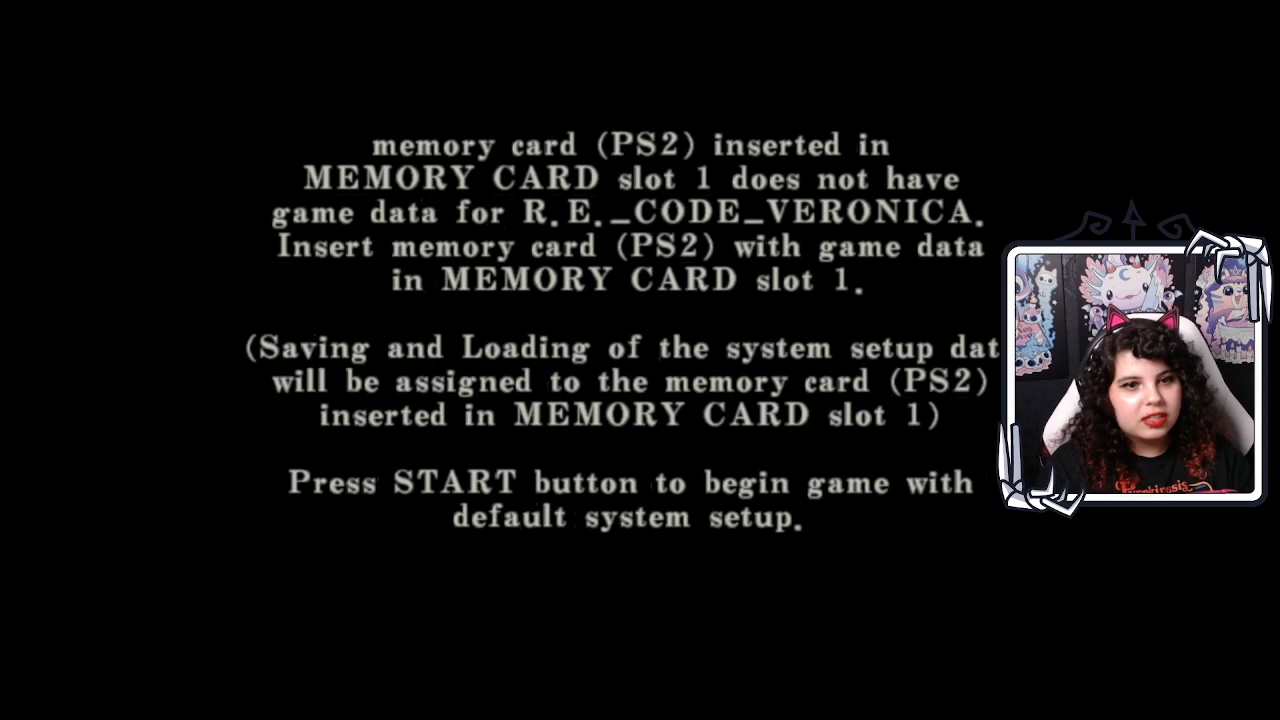 memory card (PS2) inserted in
MEMORY CARD slot 1 does not have
game data for R.E._CODE_VERONICA.
Insert memory card (PS2) with game data
in MEMORY CARD slot 1.
(Saving and Loading of the system setup dat
will be assigned to the memory card (PS2)
inserted in MEMORY CARD slot 1)
Press START button to begin game with
default system setup.